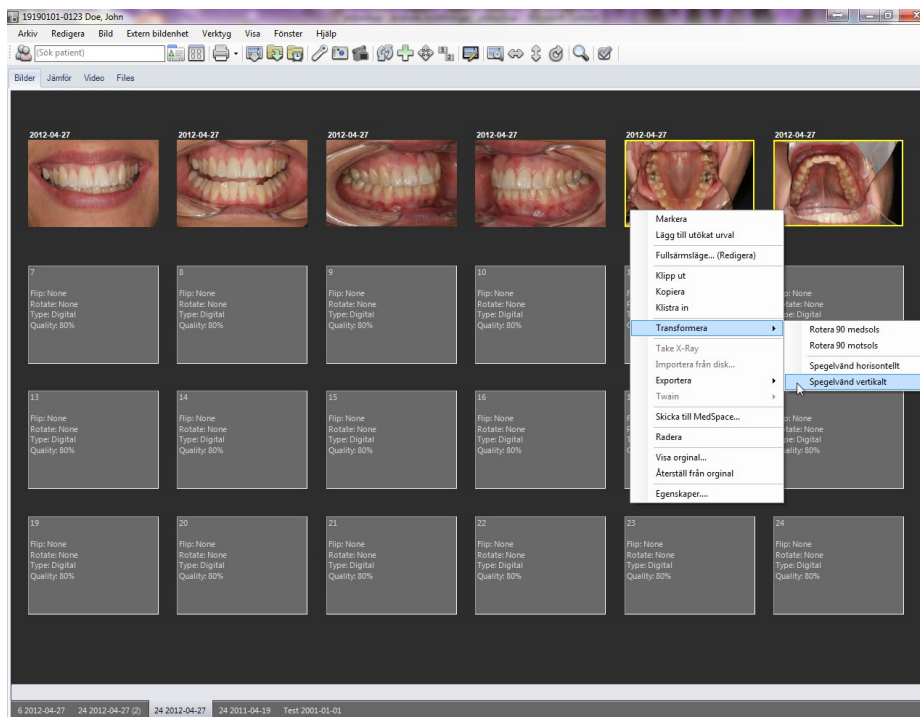 19190101-0123 Doe, John
Arkiv Redigera Bild Extern bildenhet Verktyg Visa Fönster Hjälp
(Sök patient)
Bilder Jämför Video Files
2012-04-27 2012-04-27 2012-04-27 2012-04-27 2012-04-27 2012-04-27
Markera
Lägg till utökat urval
Fullsärmsläge... (Redigera)
Klipp ut
Kopiera
Klistra in
Transformera
Take X-Ray
Importera från disk...
Exportera
Twain
Skicka till MedSpace...
Radera
Visa orginal...
Återställ från orginal
Egenskaper....
Rotera 90 medsols
Rotera 90 motsols
Spegelvänd horisontellt
Spegelvänd vertikalt
7 8 9 10
Flip: None Flip: None Flip: None Flip: None
Rotate: None Rotate: None Rotate: None Rotate: None
Type: Digital Type: Digital Type: Digital Type: Digital
Quality: 80% Quality: 80% Quality: 80% Quality: 80%
13 14 15 16
Flip: None Flip: None Flip: None Flip: None
Rotate: None Rotate: None Rotate: None Rotate: None
Type: Digital Type: Digital Type: Digital Type: Digital
Quality: 80% Quality: 80% Quality: 80% Quality: 80%
19 20 21 22 23 24
Flip: None Flip: None Flip: None Flip: None Flip: None Flip: None
Rotate: None Rotate: None Rotate: None Rotate: None Rotate: None Rotate: None
Type: Digital Type: Digital Type: Digital Type: Digital Type: Digital Type: Digital
Quality: 80% Quality: 80% Quality: 80% Quality: 80% Quality: 80% Quality: 80%
6 2012-04-27 24 2012-04-27 (2) 24 2012-04-27 24 2011-04-19 Test 2001-01-01